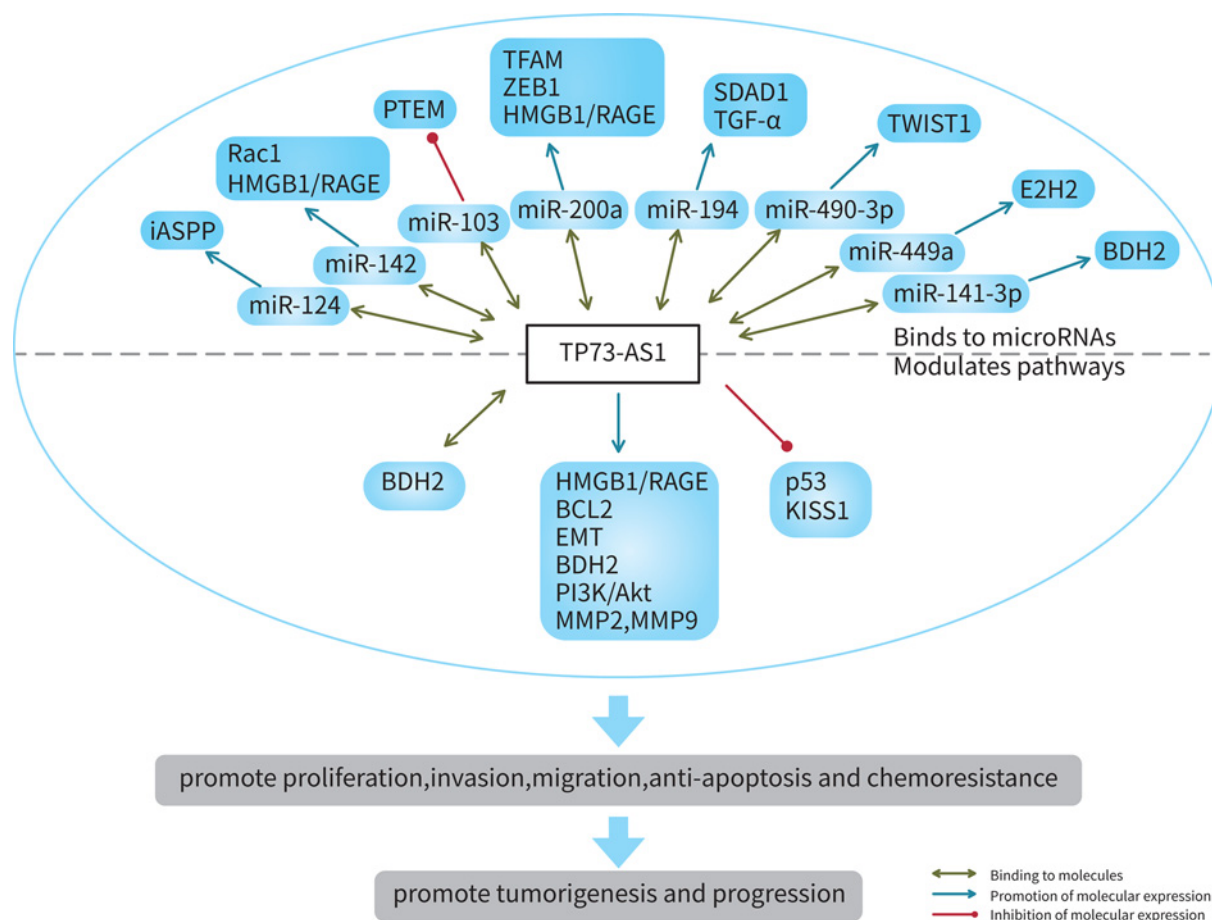 TFAM
ZEB1
HMGB1/RAGE
SDAD1
TGF-α
PTEM
TWIST1
Rac1
HMGB1/RAGE
E2H2
iASPP
BDH2
miR-103
miR-200a
miR-194
miR-490-3p
miR-142
miR-449a
miR-124
miR-141-3p
Binds to microRNAs
TP73-AS1
Modulates pathways
BDH2
HMGB1/RAGE
BCL2
EMT
BDH2
PI3K/Akt
MMP2,MMP9
p53
KISS1
promote proliferation,invasion,migration,anti-apoptosis and chemoresistance
promote tumorigenesis and progression
Binding to molecules
Promotion of molecular expression
Inhibition of molecular expression